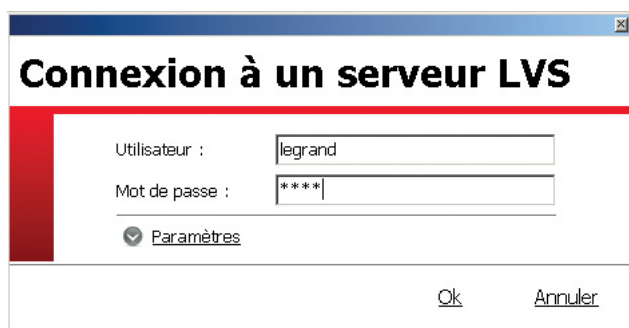 Connexion à un serveur LVS
Utilisateur : legrand
Mot de passe : ****
Paramètres
Ok Annuler